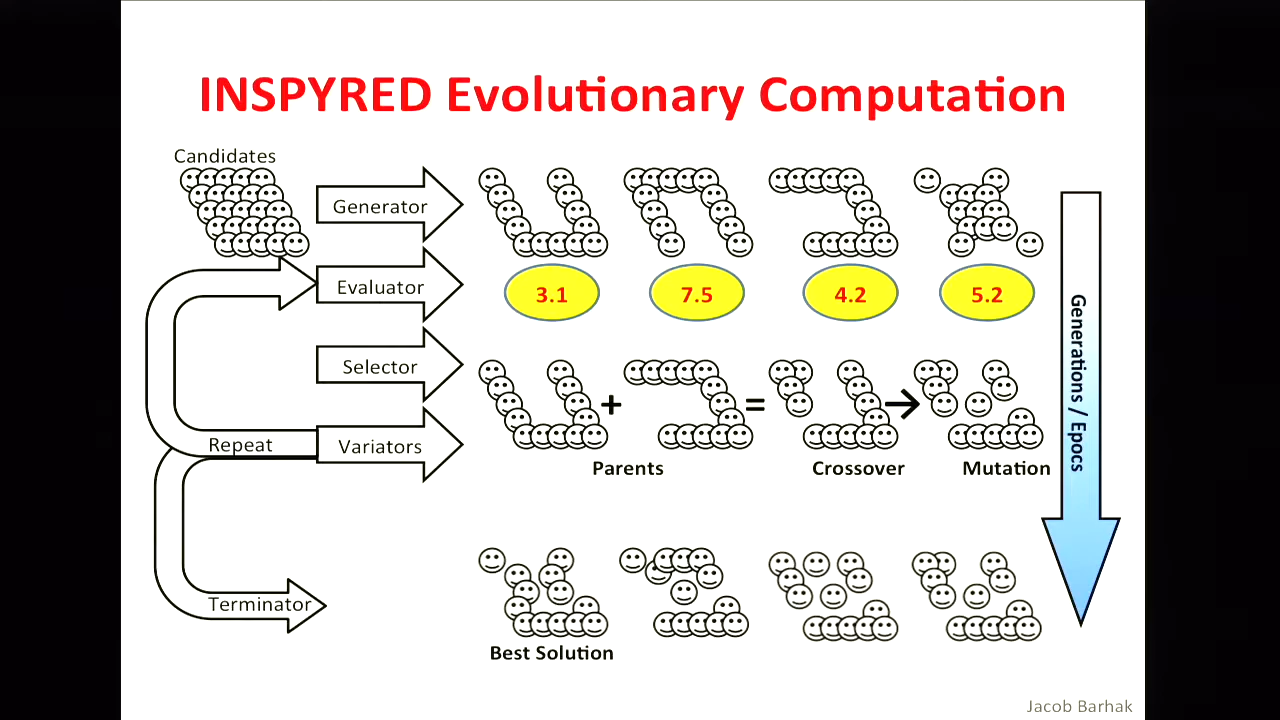 INSPYRED Evolutionary Computation
Candidates
Generator
Evaluator
3.1
7.5
4.2
5.2
Selector
+
=
→
Repeat
Variators
Parents
Crossover
Mutation
Generations / Epocs
Terminator
Best Solution
Jacob Barhak